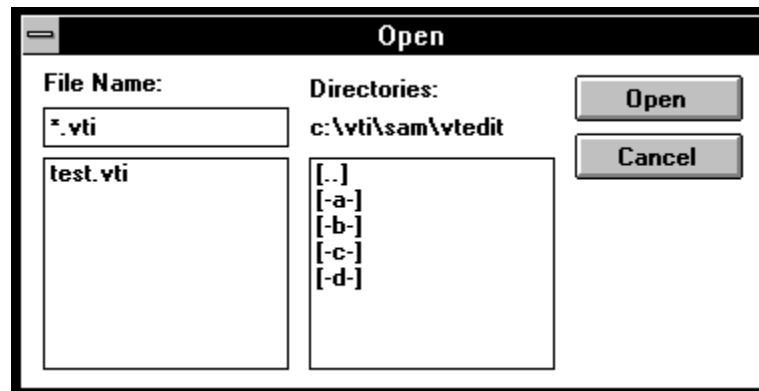 Open
File Name:
*.vti
test.vti
Directories:
c:\vti\sam\vtedit
[..]
[-a-]
[-b-]
[-c-]
[-d-]
Open
Cancel